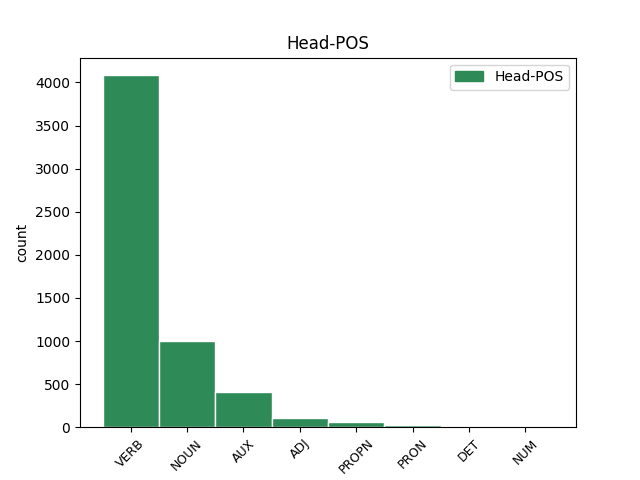 Head-POS
Head-POS
4000
3500
3000
2500
2000
1500
1000
500
0
count
VERB
NOUN
AUX
ADJ
PROPN
PRON
DET
NUM